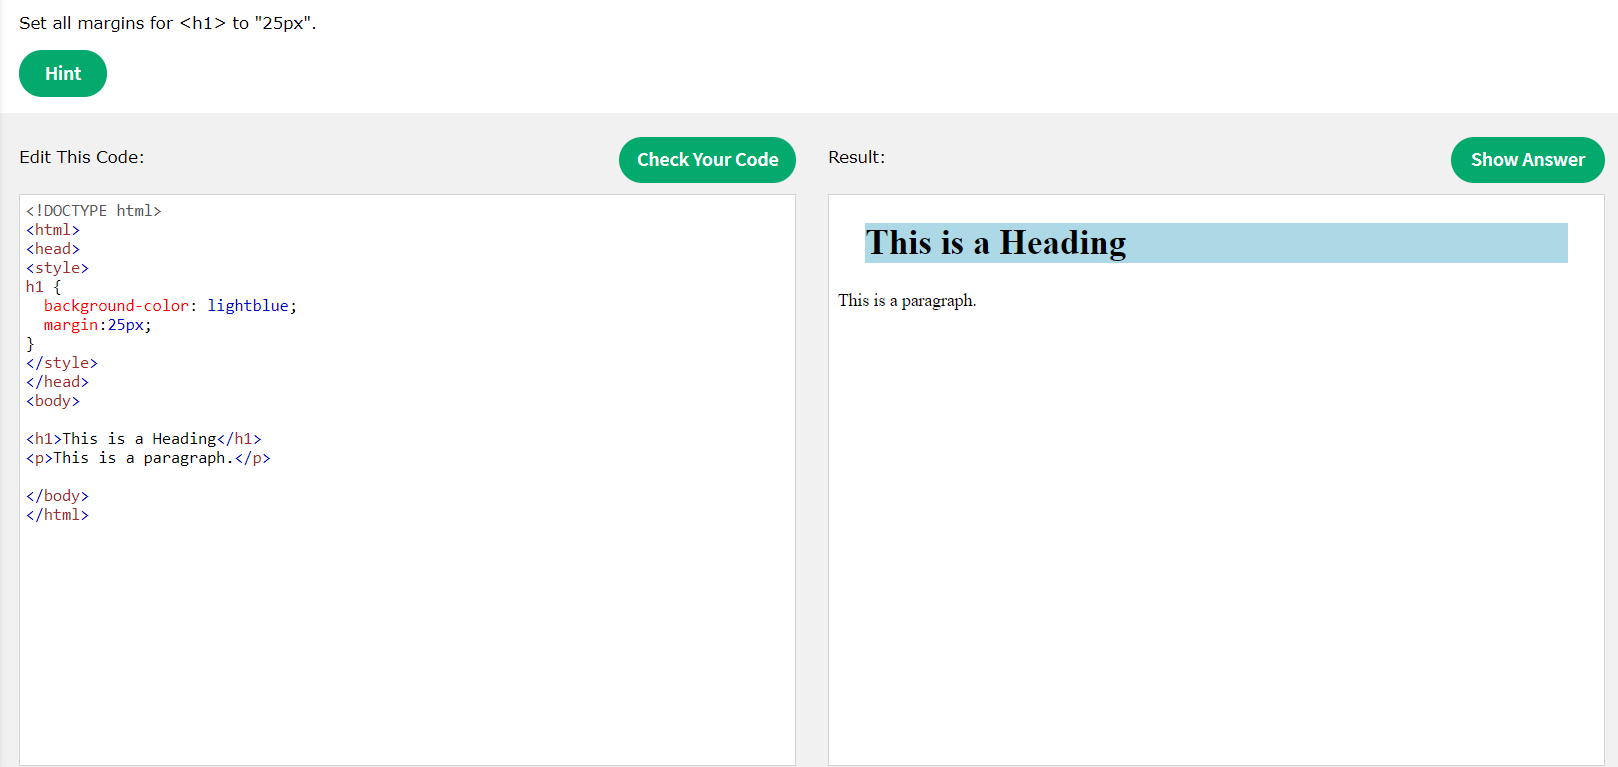 Set all margins for <h1> to "25px".
Hint
Edit This Code:
Check Your Code
<!DOCTYPE html>
<html>
<head>
<style>
h1 {
  background-color: lightblue;
  margin:25px;
}
</style>
</head>
<body>

<h1>This is a Heading</h1>
<p>This is a paragraph.</p>

</body>
</html>
Result:
Show Answer
This is a Heading
This is a paragraph.